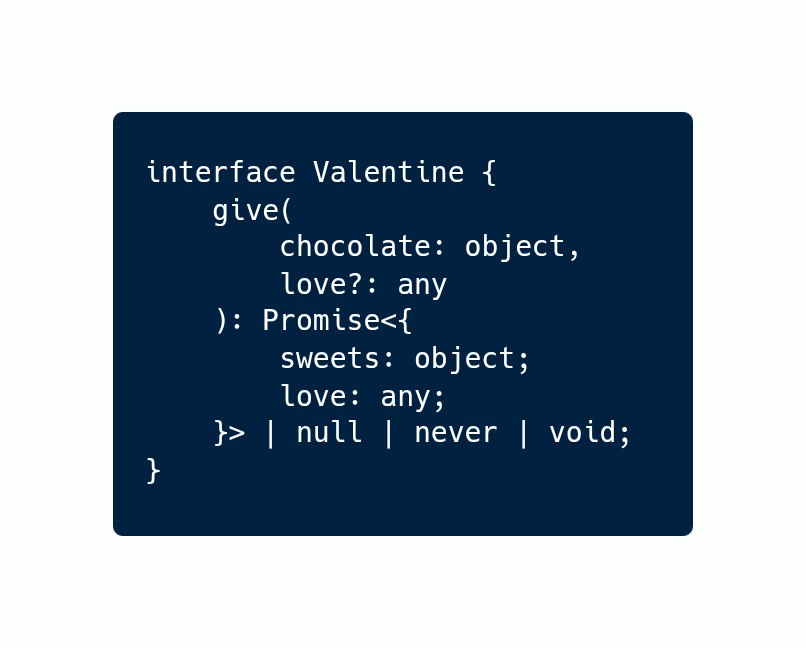 interface Valentine {
    give(
        chocolate: object,
        love?: any
    ): Promise<{
        sweets: object;
        love: any;
    }> | null | never | void;
}